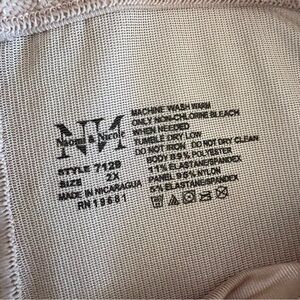 NN
Naomi & Nicole
STYLE 7129
SIZE 2X
MADE IN NICARAGUA
RN 19681
MACHINE WASH WARM
ONLY NON-CHLORINE BLEACH
WHEN NEEDED
TUMBLE DRY LOW
DO NOT IRON DO NOT DRY CLEAN
BODY 89% POLYESTER
11% ELASTANE/SPANDEX
PANEL 95% NYLON
5% ELASTANE/SPANDEX